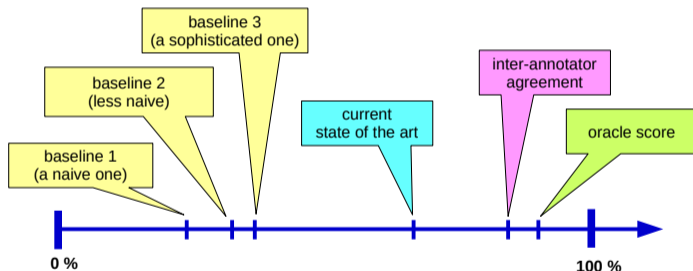 baseline 3
(a sophisticated one)
baseline 2
(less naive)
baseline 1
(a naive one)
current
state of the art
inter-annotator
agreement
oracle score
0 %
100 %